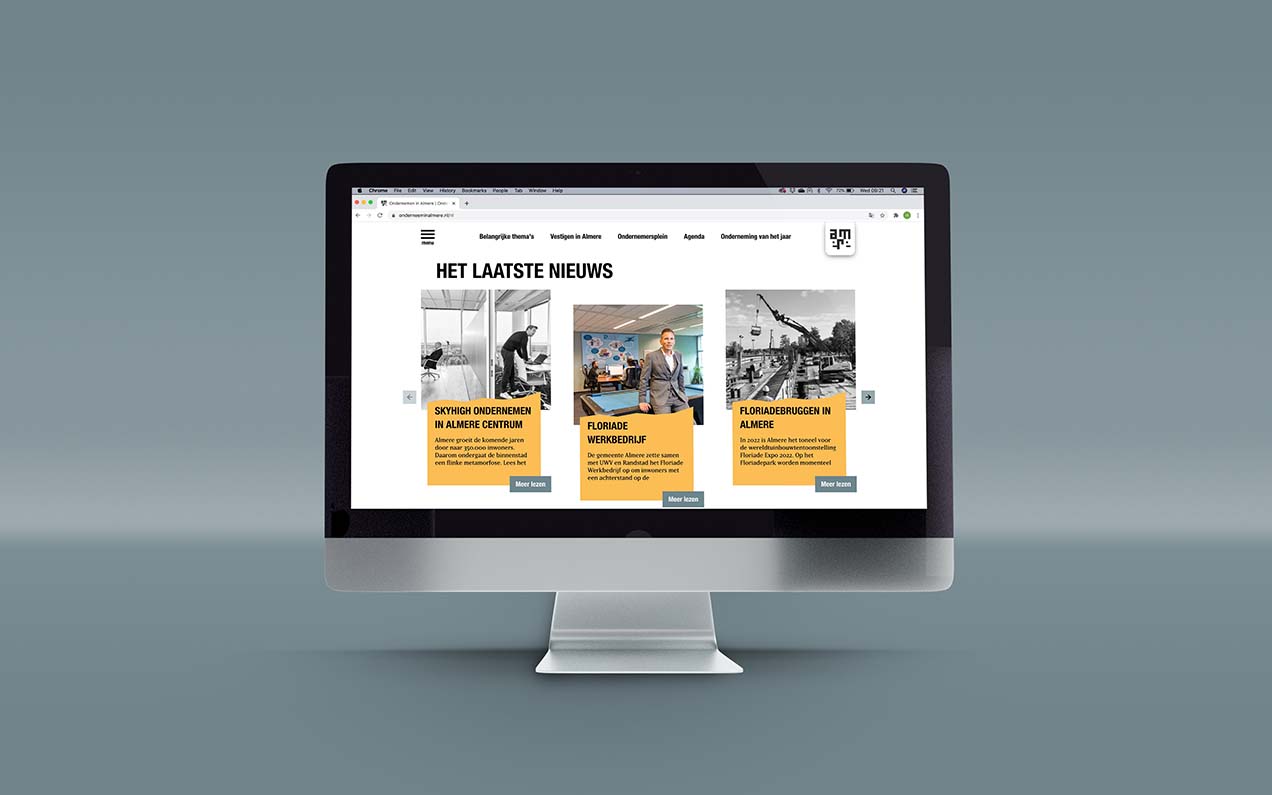 Chrome File Edit View History Bookmarks People Tab Window Help
72% Wed 09:21
Ondernemen in Almere |
ondernemeninalmere.nl/#
menu
Belangrijke thema's Vestigen in Almere Ondernemersplein Agenda Onderneming van het jaar
HET LAATSTE NIEUWS
SKYHIGH ONDERNEMEN
IN ALMERE CENTRUM
Almere groeit de komende jaren
door naar 350.000 inwoners.
Daarom ondergaat de binnenstad
een flinke metamorfose. Lees het
Meer lezen
FLORIADE
WERKBEDRIJF
De gemeente Almere zette samen
met UWV en Randstad het Floriade
Werkbedrijf op om inwoners met
een achterstand op de
Meer lezen
FLORIADEBRUGGEN IN
ALMERE
In 2022 is Almere het toneel voor
de wereldtuinbouwtentoonstelling
Floriade Expo 2022. Op het
Floriadepark worden momenteel
Meer lezen